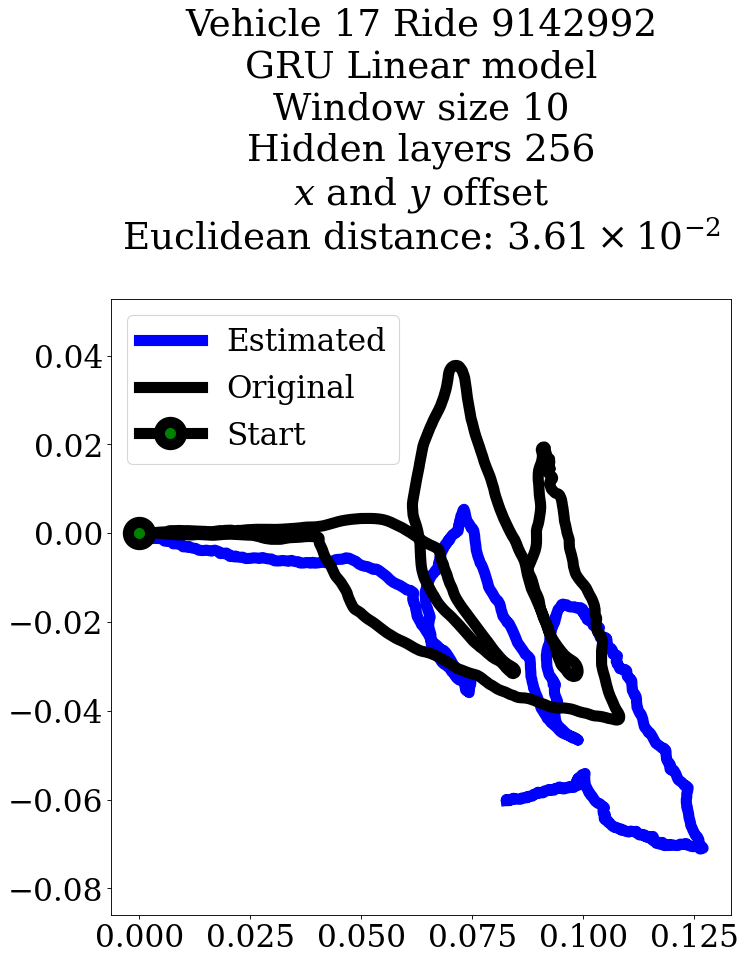 Vehicle 17 Ride 9142992
GRU Linear model
Window size 10
Hidden layers 256
x and y offset
Euclidean distance: 3.61 × 10⁻²
Estimated
Original
Start
0.04
0.02
0.00
−0.02
−0.04
−0.06
−0.08
0.000 0.025 0.050 0.075 0.100 0.125